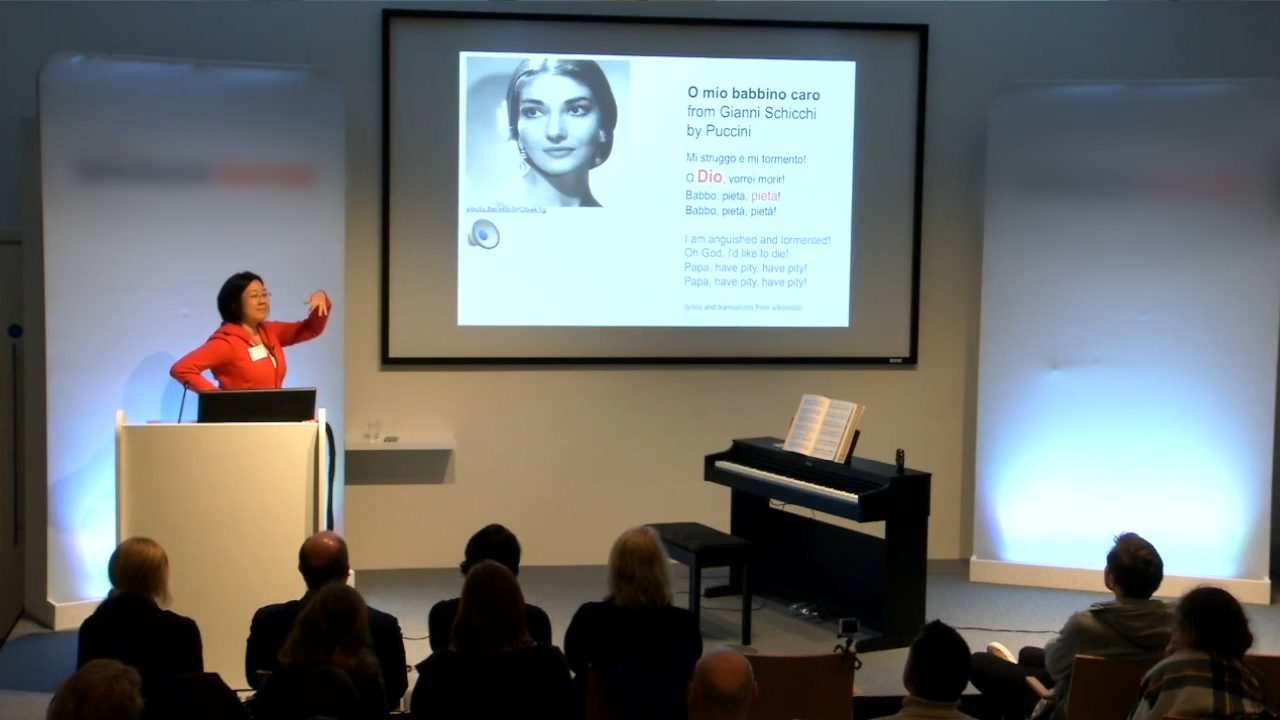 O mio babbino caro
from Gianni Schicchi
by Puccini
Mi struggo e mi tormento!
O Dio, vorrei morir!
Babbo, pietà, pietà!
Babbo, pietà, pietà!
I am anguished and tormented!
Oh God, I'd like to die!
Papa, have pity, have pity!
Papa, have pity, have pity!
(lyrics and translations from wikipedia)